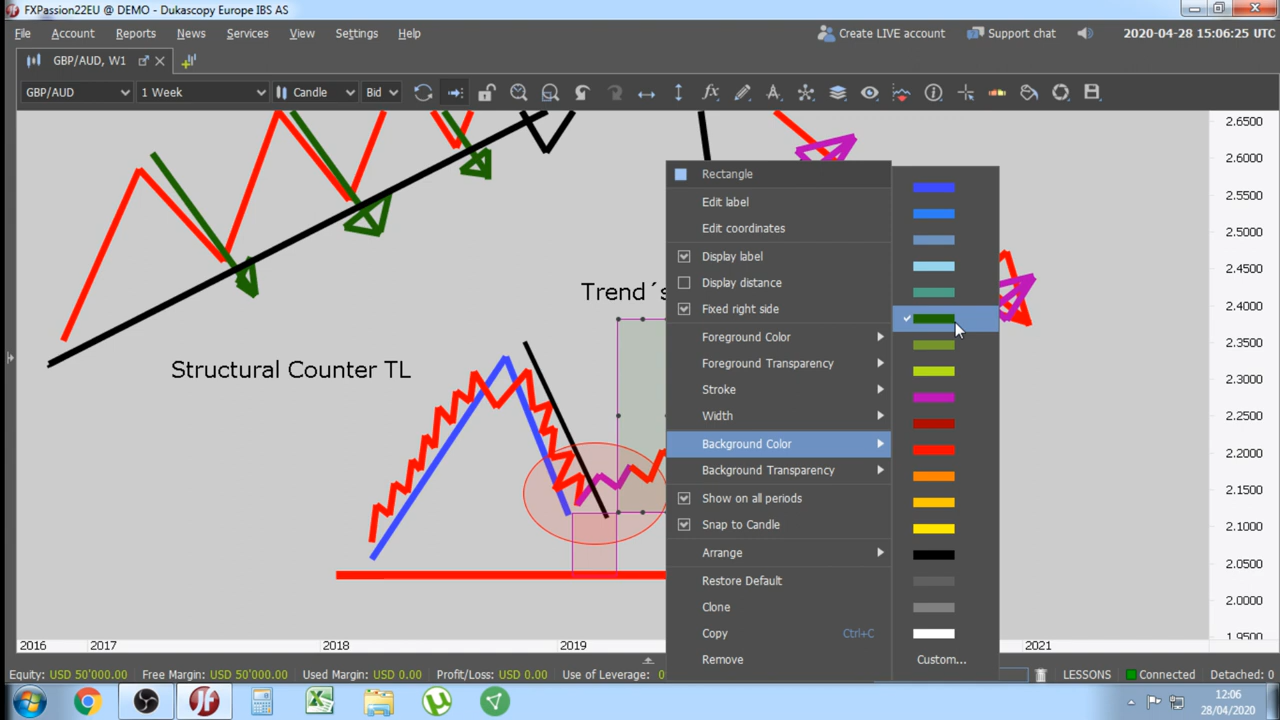 FXPassion22EU @ DEMO - Dukascopy Europe IBS AS
File Account Reports News Services View Settings Help
Create LIVE account Support chat 2020-04-28 15:06:25 UTC
GBP/AUD, W1
GBP/AUD 1 Week Candle Bid
2.6500
2.6000
2.5500
2.5000
2.4500
2.4000
2.3500
2.3000
2.2500
2.2000
2.1500
2.1000
2.0500
2.0000
1.9500
Trend´s
Structural Counter TL
Rectangle
Edit label
Edit coordinates
Display label
Display distance
Fixed right side
Foreground Color
Foreground Transparency
Stroke
Width
Background Color
Background Transparency
Show on all periods
Snap to Candle
Arrange
Restore Default
Clone
Copy Ctrl+C
Remove
Custom...
2016 2017 2018 2019 2021
Equity: USD 50'000.00 Free Margin: USD 50'000.00 Used Margin: USD 0.00 Profit/Loss: USD 0.00 Use of Leverage: 0 LESSONS Connected Detached: 0
12:06
28/04/2020